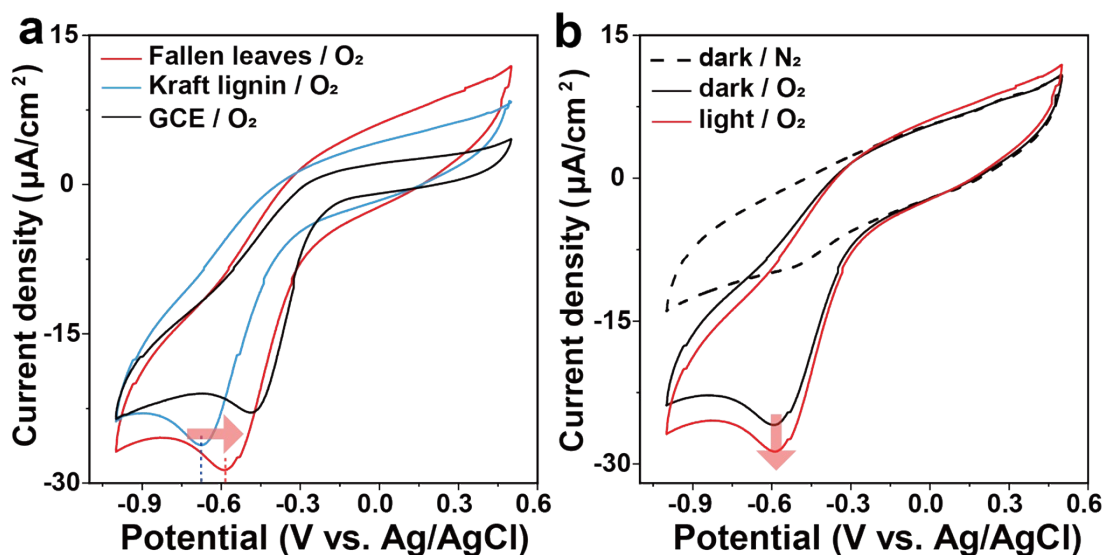 a
Fallen leaves / O₂
Kraft lignin / O₂
GCE / O₂
15
0
-15
-30
Current density (μA/cm²)
-0.9 -0.6 -0.3 0.0 0.3 0.6
Potential (V vs. Ag/AgCl)
b
dark / N₂
dark / O₂
light / O₂
15
0
-15
-30
Current density (μA/cm²)
-0.9 -0.6 -0.3 0.0 0.3 0.6
Potential (V vs. Ag/AgCl)